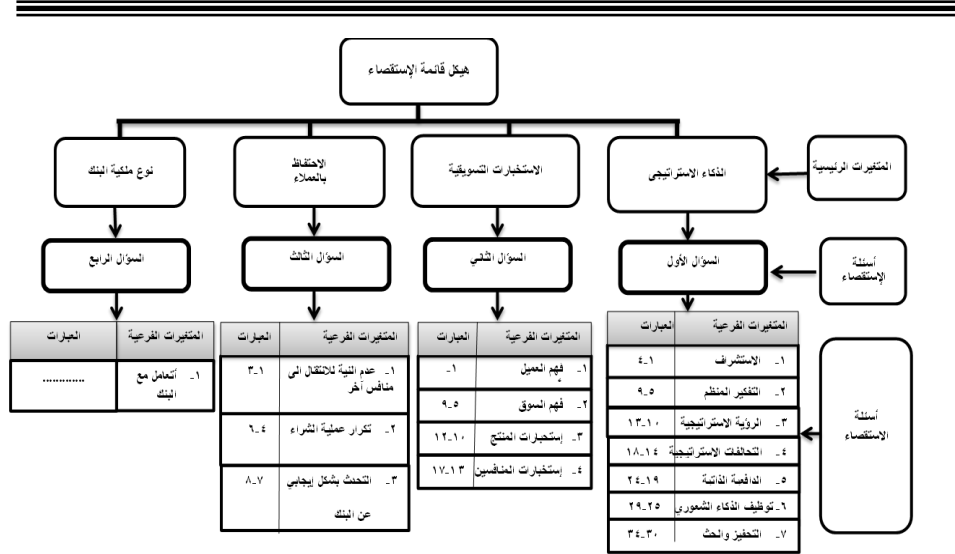 هيكل قائمة الإستقصاء
المتغيرات الرئيسية
الذكاء الاستراتيجى
الاستخبارات التسويقية
الاحتفاظ
بالعملاء
نوع ملكية البنك
أسئلة
الإستقصاء
السؤال الأول
السؤال الثاني
السؤال الثالث
السؤال الرابع
أسئلة
الاستقصاء
المتغيرات الفرعية العبارات
١- الاستشراف ١-٤
٢- التفكير المنظم ٥-٩
٣- الرؤية الاستراتيجية ١٠-١٣
٤- التحالفات الاستراتيجية ١٤-١٨
٥- الدافعية الذاتية ١٩-٢٤
٦- توظيف الذكاء الشعوري ٢٥-٢٩
٧- التحفيز والحث ٣٠-٣٤
المتغيرات الفرعية العبارات
١- فهم العميل ١-
٢- فهم السوق ٥-٩
٣- إستخبارات المنتج ١٠-١٢
٤- إستخبارات المنافسين ١٣-١٧
المتغيرات الفرعية العبارات
١- عدم النية للانتقال الى ١-٣
منافس آخر
٢- تكرار عملية الشراء ٤-٦
٣- التحدث بشكل إيجابي ٧-٨
عن البنك
المتغيرات الفرعية العبارات
١- أتعامل مع ............
البنك